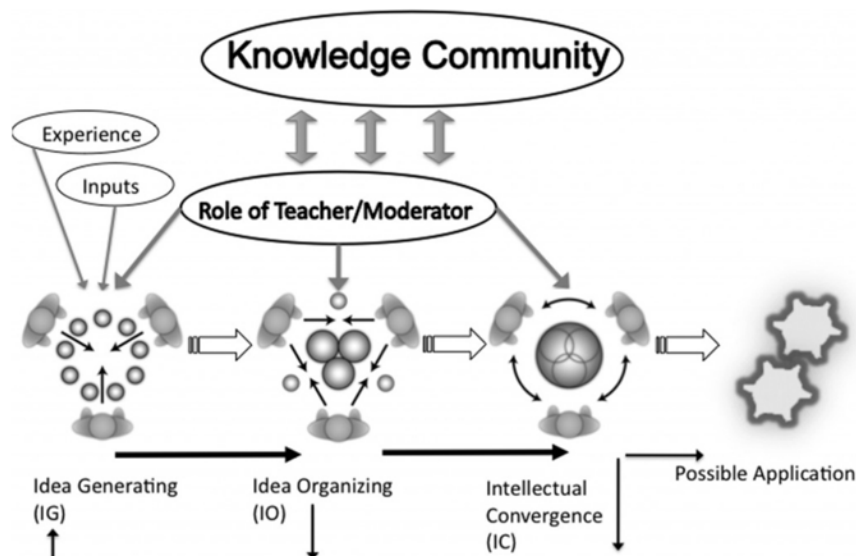 Knowledge Community
Experience
Inputs
Role of Teacher/Moderator
Idea Generating
(IG)
Idea Organizing
(IO)
Intellectual
Convergence
(IC)
Possible Application